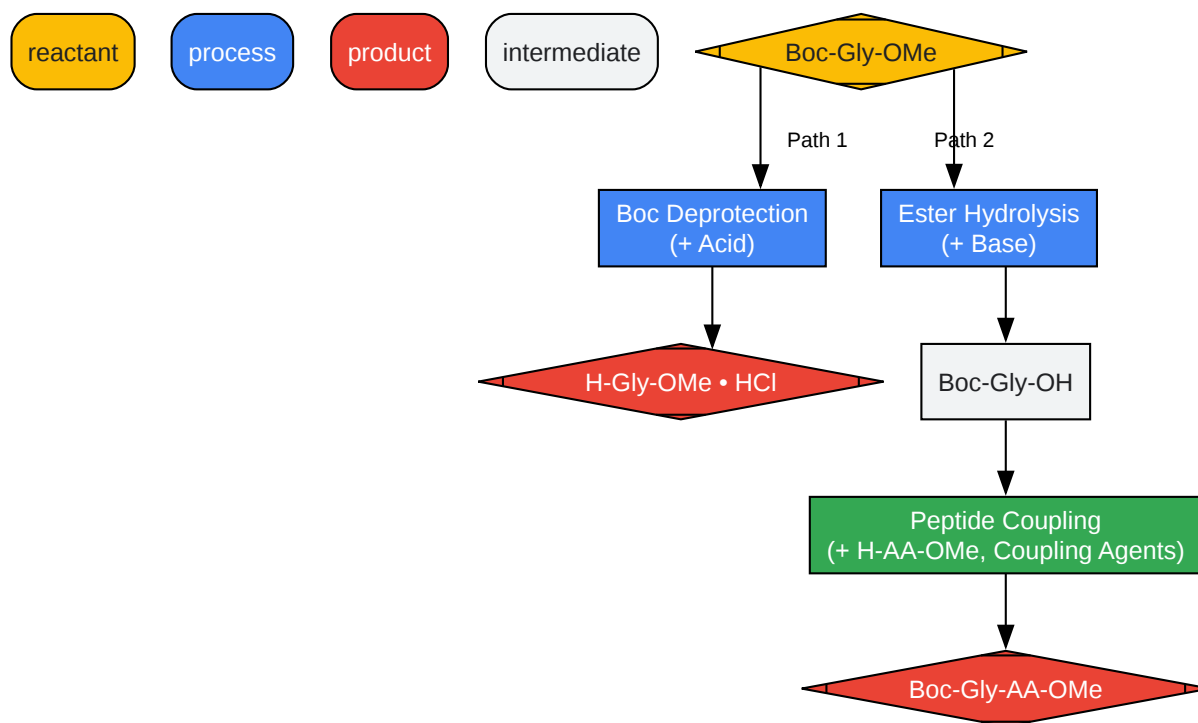 reactant
process
product
intermediate
Boc-Gly-OMe
Path 1
Path 2
Boc Deprotection
(+ Acid)
Ester Hydrolysis
(+ Base)
H-Gly-OMe • HCl
Boc-Gly-OH
Peptide Coupling
(+ H-AA-OMe, Coupling Agents)
Boc-Gly-AA-OMe